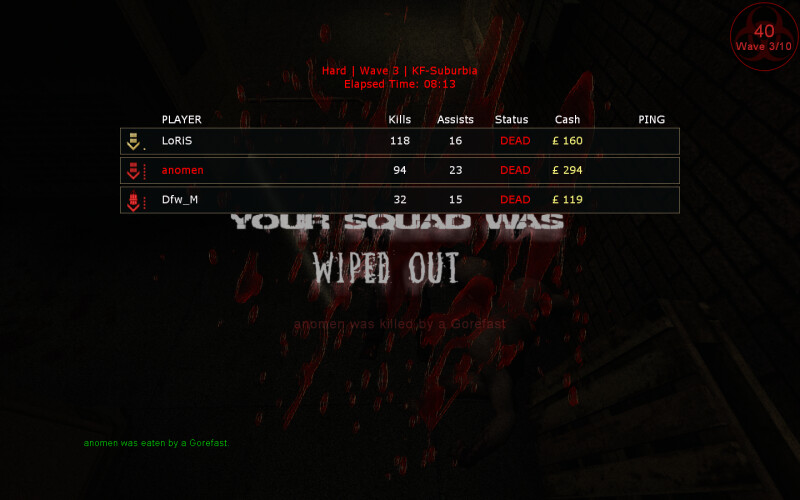 40
Wave 3/10
Hard | Wave 3 | KF-Suburbia
Elapsed Time: 08:13
PLAYER Kills Assists Status Cash PING
LoRiS 118 16 DEAD £ 160
anomen 94 23 DEAD £ 294
Dfw_M 32 15 DEAD £ 119
YOUR SQUAD WAS
WIPED OUT
anomen was killed by a Gorefast
anomen was eaten by a Gorefast.